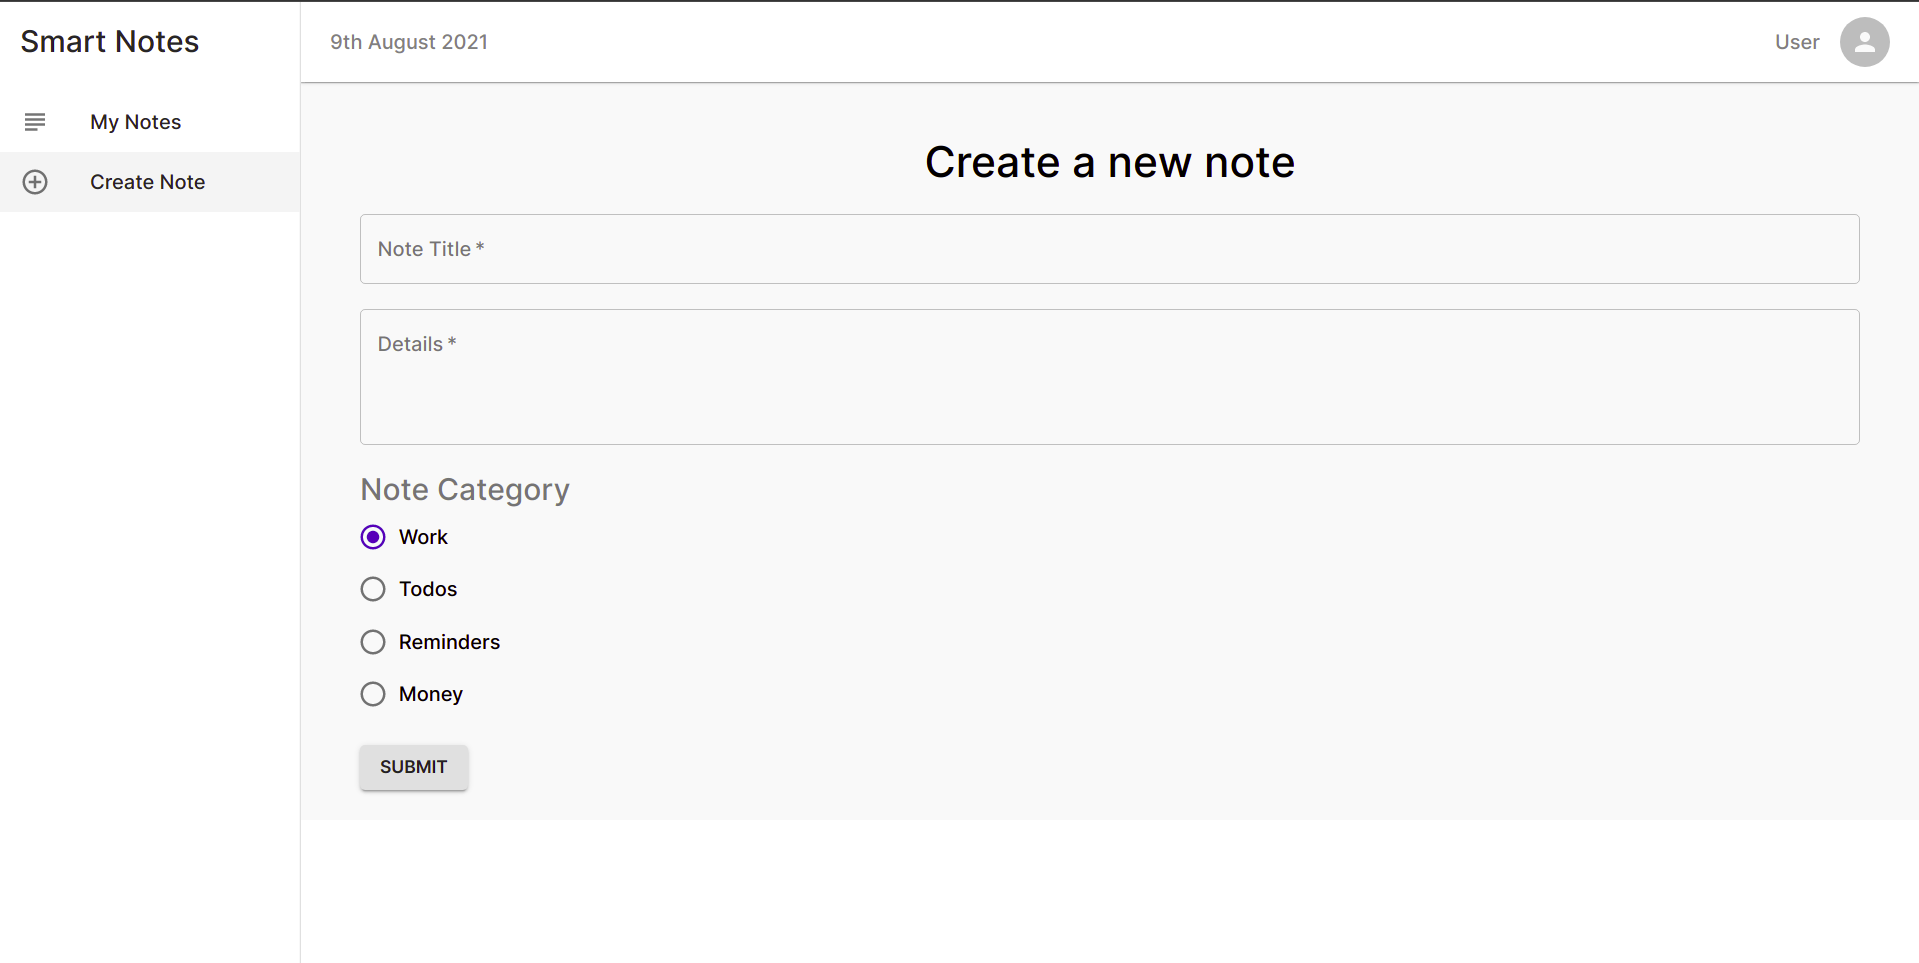 Smart Notes
9th August 2021
User
My Notes
Create Note
Create a new note
Note Title *
Details *
Note Category
Work
Todos
Reminders
Money
SUBMIT